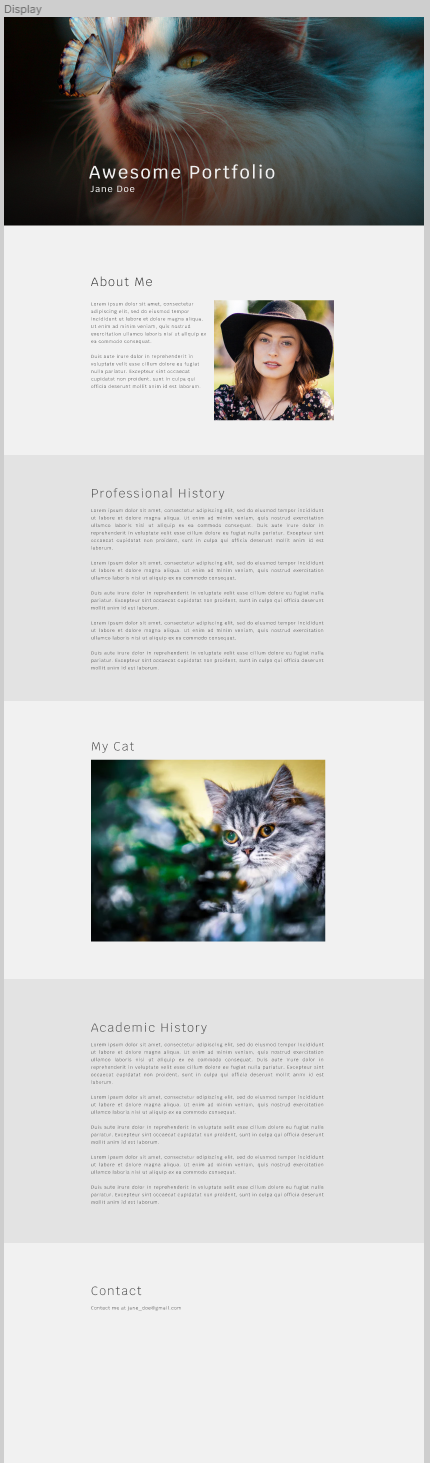 Display
Awesome Portfolio
Jane Doe
About Me
Lorem ipsum dolor sit amet, consectetur
adipiscing elit, sed do eiusmod tempor
incididunt ut labore et dolore magna aliqua.
Ut enim ad minim veniam, quis nostrud
exercitation ullamco laboris nisi ut aliquip ex
ea commodo consequat.
Duis aute irure dolor in reprehenderit in
voluptate velit esse cillum dolore eu fugiat
nulla pariatur. Excepteur sint occaecat
cupidatat non proident, sunt in culpa qui
officia deserunt mollit anim id est laborum.
Professional History
Lorem ipsum dolor sit amet, consectetur adipiscing elit, sed do eiusmod tempor incididunt
ut labore et dolore magna aliqua. Ut enim ad minim veniam, quis nostrud exercitation
ullamco laboris nisi ut aliquip ex ea commodo consequat. Duis aute irure dolor in
reprehenderit in voluptate velit esse cillum dolore eu fugiat nulla pariatur. Excepteur sint
occaecat cupidatat non proident, sunt in culpa qui officia deserunt mollit anim id est
laborum.
Lorem ipsum dolor sit amet, consectetur adipiscing elit, sed do eiusmod tempor incididunt
ut labore et dolore magna aliqua. Ut enim ad minim veniam, quis nostrud exercitation
ullamco laboris nisi ut aliquip ex ea commodo consequat.
Duis aute irure dolor in reprehenderit in voluptate velit esse cillum dolore eu fugiat nulla
pariatur. Excepteur sint occaecat cupidatat non proident, sunt in culpa qui officia deserunt
mollit anim id est laborum.
Lorem ipsum dolor sit amet, consectetur adipiscing elit, sed do eiusmod tempor incididunt
ut labore et dolore magna aliqua. Ut enim ad minim veniam, quis nostrud exercitation
ullamco laboris nisi ut aliquip ex ea commodo consequat.
Duis aute irure dolor in reprehenderit in voluptate velit esse cillum dolore eu fugiat nulla
pariatur. Excepteur sint occaecat cupidatat non proident, sunt in culpa qui officia deserunt
mollit anim id est laborum.
My Cat
Academic History
Lorem ipsum dolor sit amet, consectetur adipiscing elit, sed do eiusmod tempor incididunt
ut labore et dolore magna aliqua. Ut enim ad minim veniam, quis nostrud exercitation
ullamco laboris nisi ut aliquip ex ea commodo consequat. Duis aute irure dolor in
reprehenderit in voluptate velit esse cillum dolore eu fugiat nulla pariatur. Excepteur sint
occaecat cupidatat non proident, sunt in culpa qui officia deserunt mollit anim id est
laborum.
Lorem ipsum dolor sit amet, consectetur adipiscing elit, sed do eiusmod tempor incididunt
ut labore et dolore magna aliqua. Ut enim ad minim veniam, quis nostrud exercitation
ullamco laboris nisi ut aliquip ex ea commodo consequat.
Duis aute irure dolor in reprehenderit in voluptate velit esse cillum dolore eu fugiat nulla
pariatur. Excepteur sint occaecat cupidatat non proident, sunt in culpa qui officia deserunt
mollit anim id est laborum.
Lorem ipsum dolor sit amet, consectetur adipiscing elit, sed do eiusmod tempor incididunt
ut labore et dolore magna aliqua. Ut enim ad minim veniam, quis nostrud exercitation
ullamco laboris nisi ut aliquip ex ea commodo consequat.
Duis aute irure dolor in reprehenderit in voluptate velit esse cillum dolore eu fugiat nulla
pariatur. Excepteur sint occaecat cupidatat non proident, sunt in culpa qui officia deserunt
mollit anim id est laborum.
Contact
Contact me at jane_doe@gmail.com